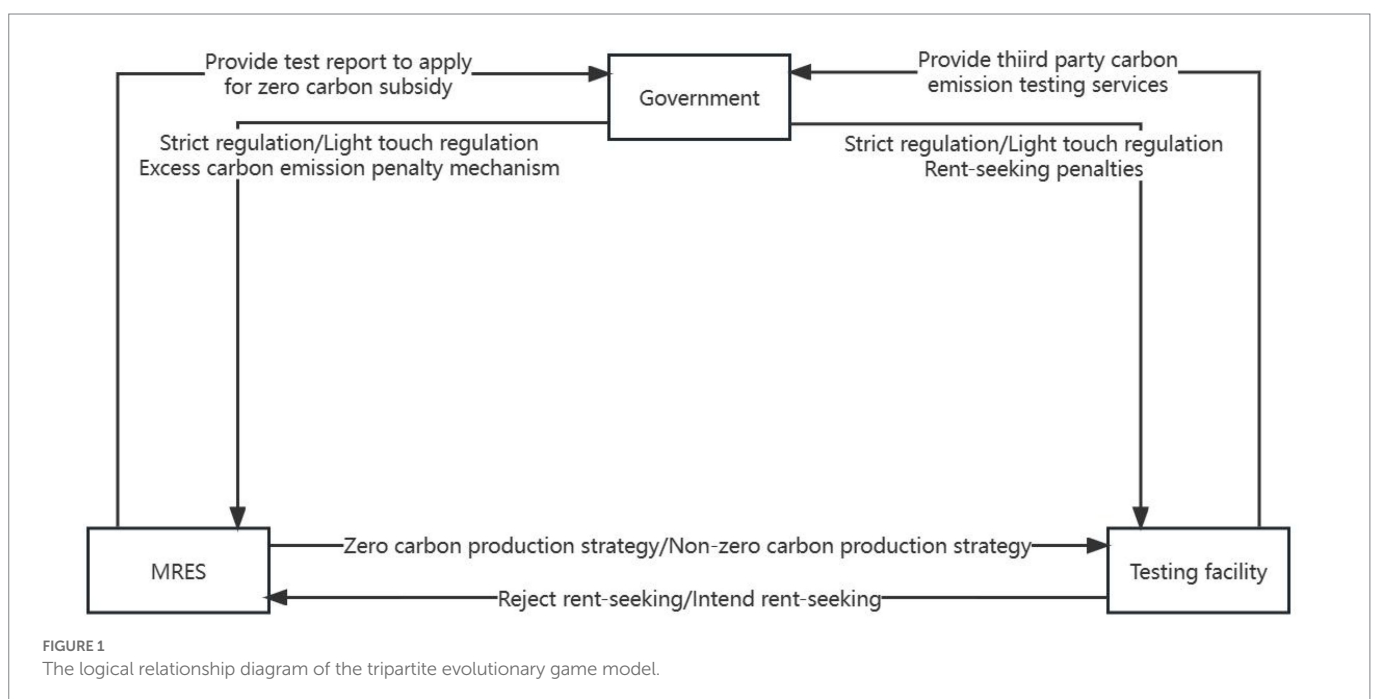 Provide test report to apply
for zero carbon subsidy
Government
Provide thiird party carbon
emission testing services
Strict regulation/Light touch regulation
Excess carbon emission penalty mechanism
Strict regulation/Light touch regulation
Rent-seeking penalties
MRES
Zero carbon production strategy/Non-zero carbon production strategy
Testing facility
Reject rent-seeking/Intend rent-seeking
FIGURE 1
The logical relationship diagram of the tripartite evolutionary game model.